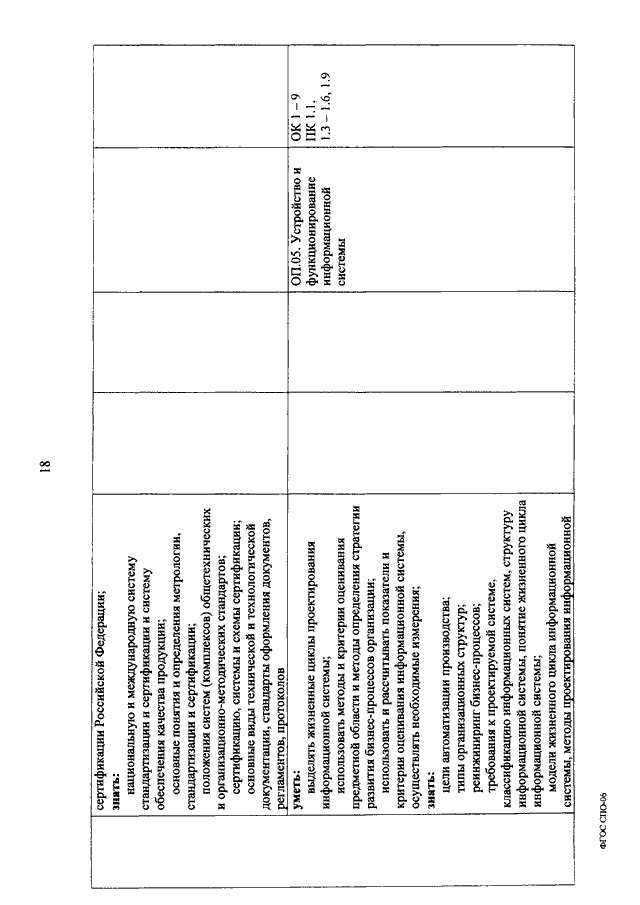 18
сертификации Российской Федерации;
знать:
национальную и международную систему
стандартизации и сертификации и систему
обеспечения качества продукции;
основные понятия и определения метрологии,
стандартизации и сертификации;
положения систем (комплексов) общетехнических
и организационно-методических стандартов;
сертификацию, системы и схемы сертификации;
основные виды технической и технологической
документации, стандарты оформления документов,
регламентов, протоколов
уметь:
выделять жизненные циклы проектирования
информационной системы;
использовать методы и критерии оценивания
предметной области и методы определения стратегии
развития бизнес-процессов организации;
использовать и рассчитывать показатели и
критерии оценивания информационной системы,
осуществлять необходимые измерения;
знать:
цели автоматизации производства;
типы организационных структур;
реинжиниринг бизнес-процессов;
требования к проектируемой системе,
классификацию информационных систем, структуру
информационной системы, понятие жизненного цикла
информационной системы;
модели жизненного цикла информационной
системы, методы проектирования информационной
ОП.05. Устройство и
функционирование
информационной
системы
ОК 1 – 9
ПК 1.1,
1.3 – 1.6, 1.9
ФГОС СПО-06